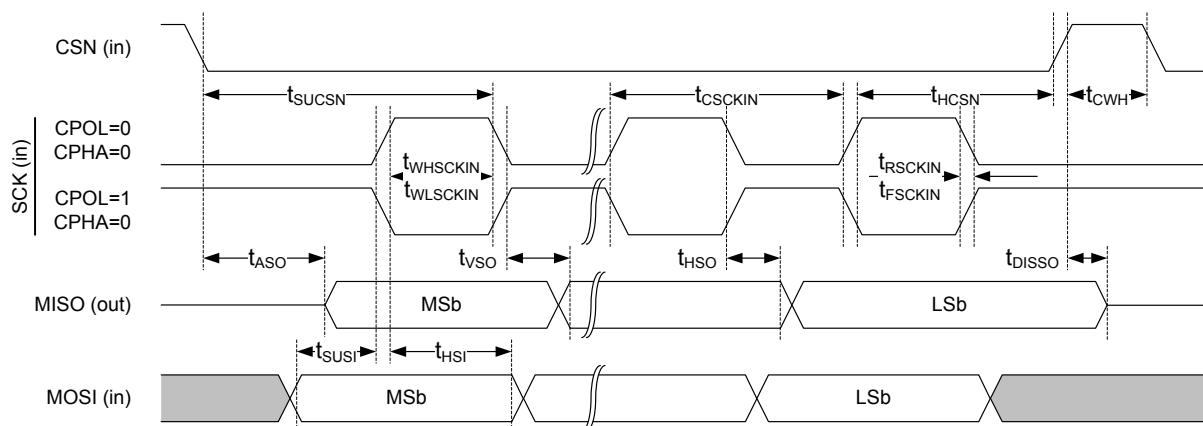 CSN (in)
tSUCSN
tCSCKIN
tHCSN
tCWH
SCK (in)
CPOL=0
CPHA=0
tWHSCKIN
tRSCKIN
CPOL=1
CPHA=0
tWLSCKIN
tFSCKIN
tASO
tVSO
tHSO
tDISSO
MISO (out)
MSb
LSb
tSUSI
tHSI
MOSI (in)
MSb
LSb